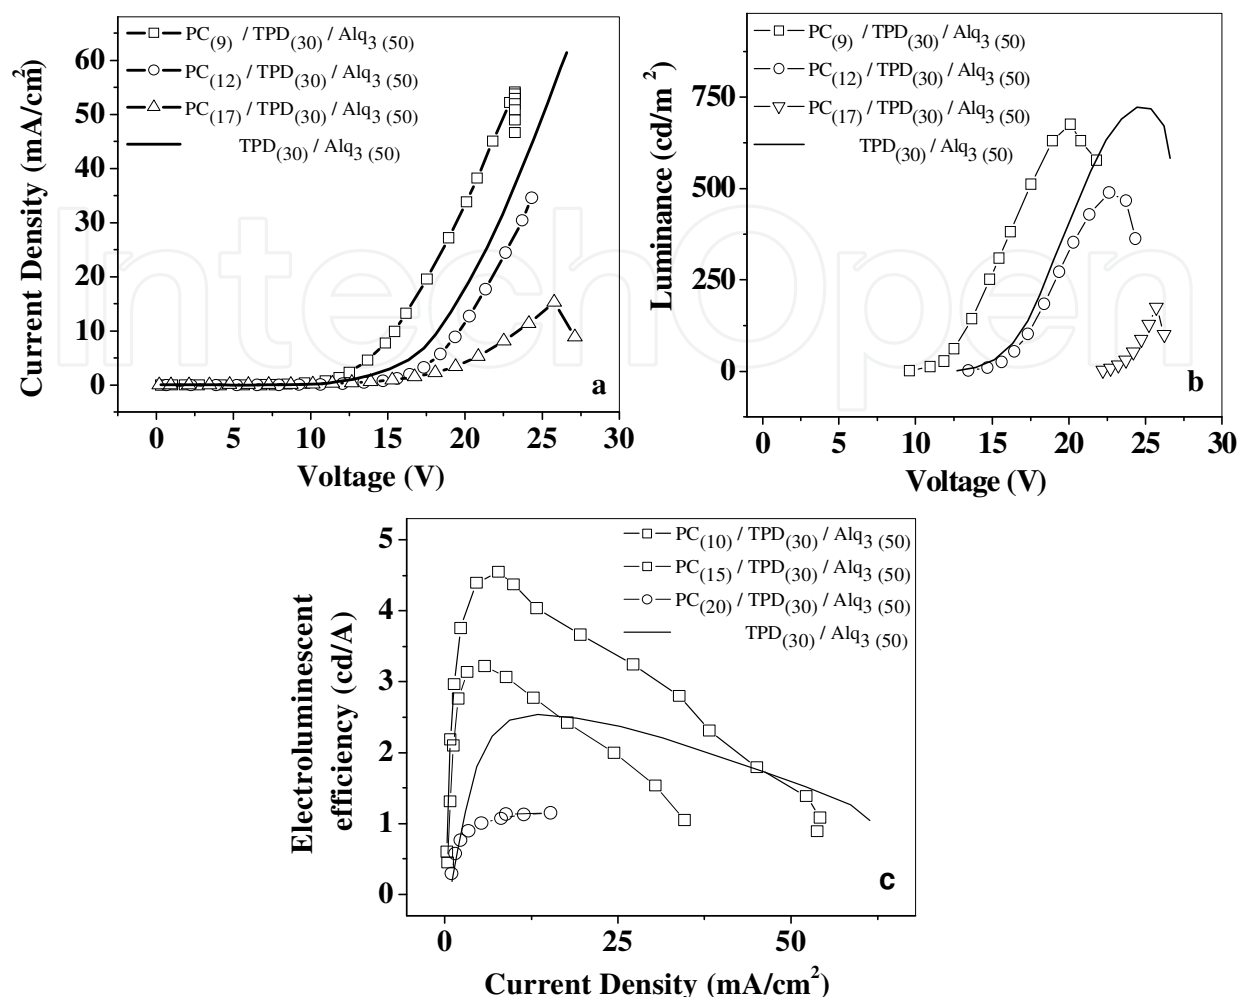 PC(9) / TPD(30) / Alq3 (50)
PC(12) / TPD(30) / Alq3 (50)
PC(17) / TPD(30) / Alq3 (50)
TPD(30) / Alq3 (50)
Current Density (mA/cm2)
60
50
40
30
20
10
0
0 5 10 15 20 25 30
Voltage (V)
a
PC(9) / TPD(30) / Alq3 (50)
PC(12) / TPD(30) / Alq3 (50)
PC(17) / TPD(30) / Alq3 (50)
TPD(30) / Alq3 (50)
Luminance (cd/m2)
750
500
250
0
0 5 10 15 20 25 30
Voltage (V)
b
IntechOpen
PC(10) / TPD(30) / Alq3 (50)
PC(15) / TPD(30) / Alq3 (50)
PC(20) / TPD(30) / Alq3 (50)
TPD(30) / Alq3 (50)
Electroluminescent
efficiency (cd/A)
5
4
3
2
1
0
0 25 50
Current Density (mA/cm2)
c